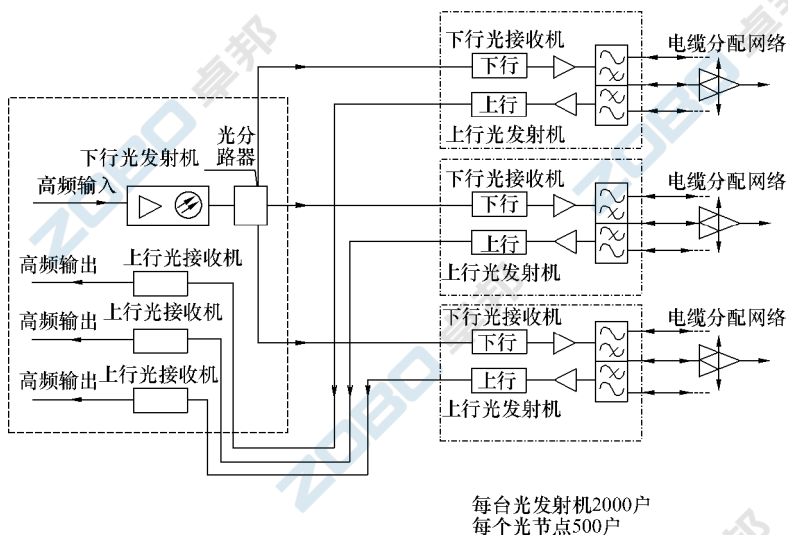 下行光接收机
下行
上行
上行光发射机
电缆分配网络
光分
路器
下行光发射机
高频输入
下行光接收机
下行
上行
上行光发射机
电缆分配网络
高频输出
上行光接收机
高频输出
上行光接收机
高频输出
上行光接收机
下行光接收机
下行
上行
上行光发射机
电缆分配网络
每台光发射机2000户
每个光节点500户
ZOBO 卓邦
ZOBO 卓邦
ZOBO 卓邦